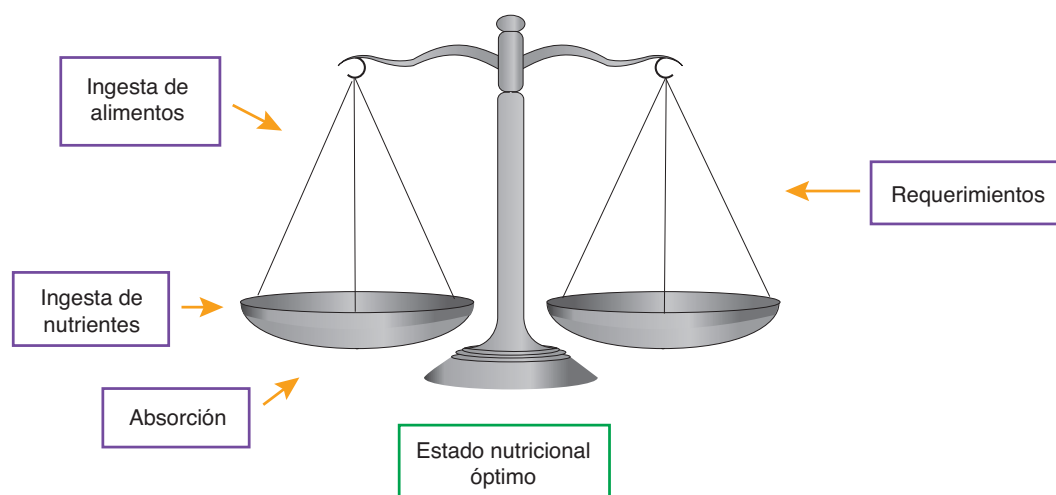 Ingesta de
alimentos
Requerimientos
Ingesta de
nutrientes
Absorción
Estado nutricional
óptimo